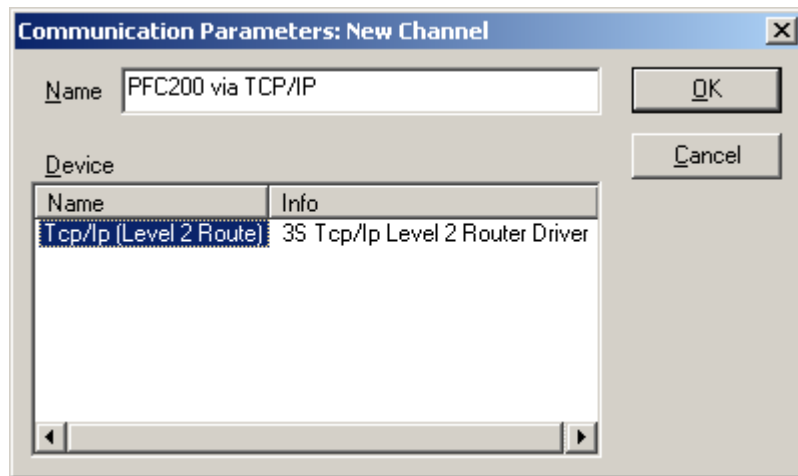 Communication Parameters: New Channel
Name PFC200 via TCP/IP OK
Cancel
Device
Name Info
Tcp/Ip (Level 2 Route) 3S Tcp/Ip Level 2 Router Driver